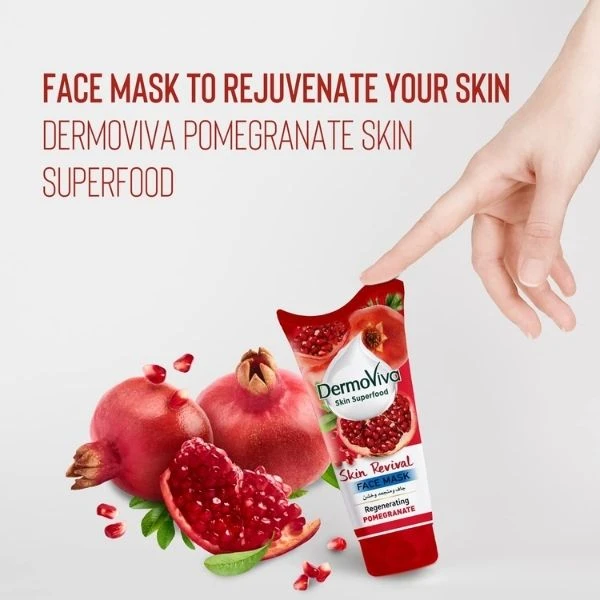 FACE MASK TO REJUVENATE YOUR SKIN
DERMOVIVA POMEGRANATE SKIN
SUPERFOOD
DermoViva
Skin Superfood
Skin Revival
FACE MASK
Regenerating
POMEGRANATE